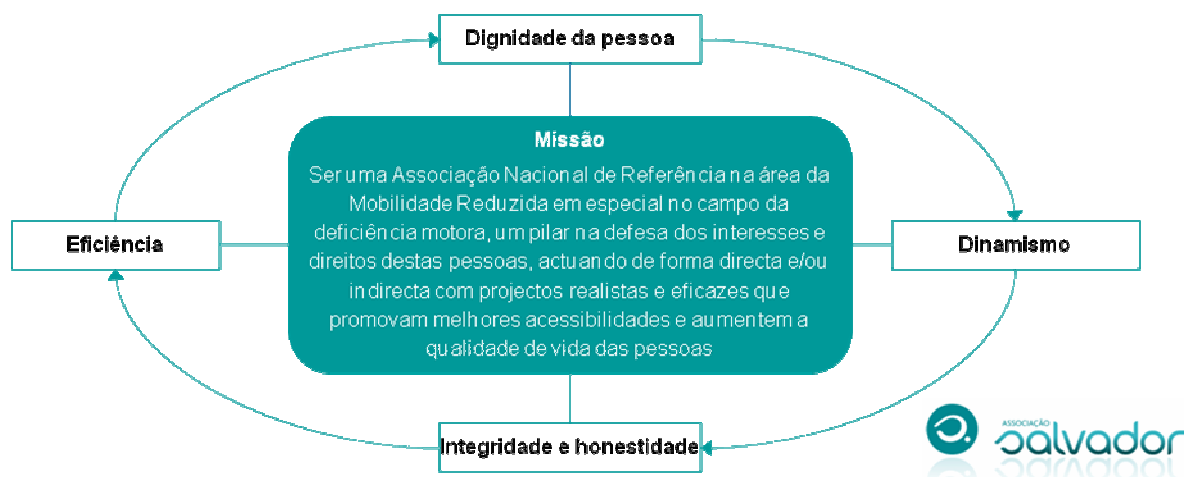 Dignidade da pessoa
Missão
Ser uma Associação Nacional de Referência na área da
Mobilidade Reduzida em especial no campo da
deficiência motora, um pilar na defesa dos interesses e
direitos destas pessoas, actuando de forma directa e/ou
indirecta com projectos realistas e eficazes que
promovam melhores acessibilidades e aumentem a
qualidade de vida das pessoas
Eficiência
Dinamismo
Integridade e honestidade
ASSOCIAÇÃO
salvador